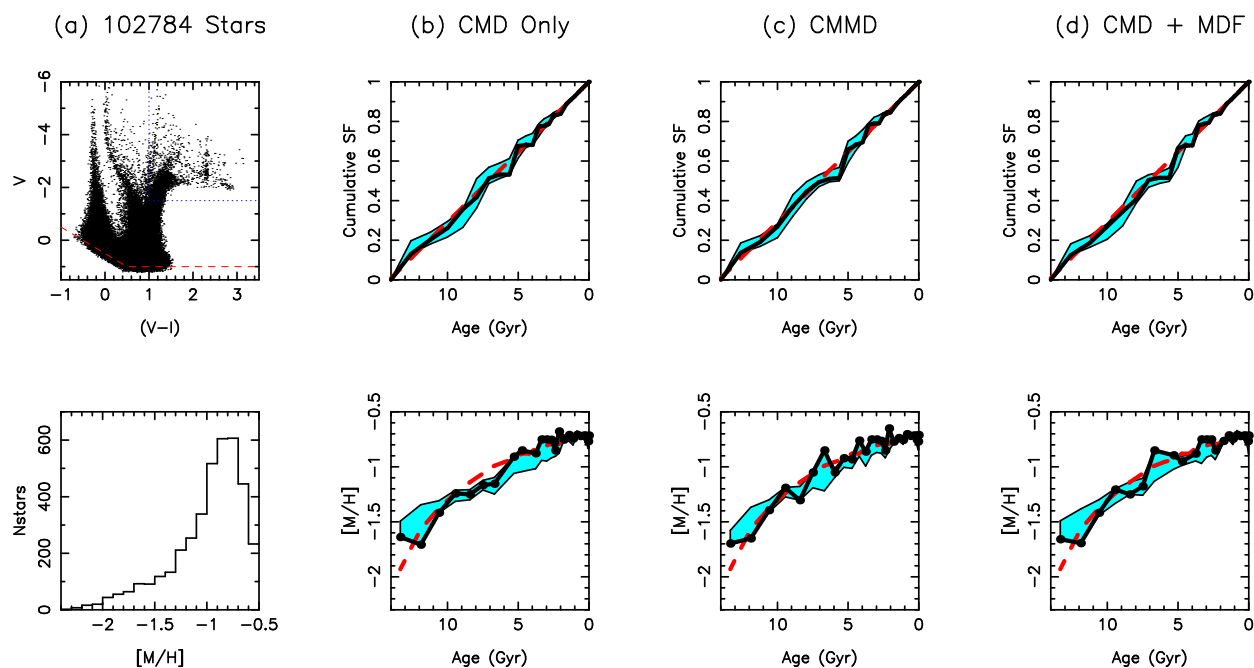 (a) 102784 Stars
(b) CMD Only
(c) CMMD
(d) CMD + MDF
V
−6
−4
−2
0
−1 0 1 2 3
(V−I)
Cumulative SF
1
0.8
0.6
0.4
0.2
0
10 5 0
Age (Gyr)
Cumulative SF
1
0.8
0.6
0.4
0.2
0
10 5 0
Age (Gyr)
Cumulative SF
1
0.8
0.6
0.4
0.2
0
10 5 0
Age (Gyr)
Nstars
600
400
200
0
−2 −1.5 −1 −0.5
[M/H]
[M/H]
−0.5
−1
−1.5
−2
10 5 0
Age (Gyr)
[M/H]
−0.5
−1
−1.5
−2
10 5 0
Age (Gyr)
[M/H]
−0.5
−1
−1.5
−2
10 5 0
Age (Gyr)